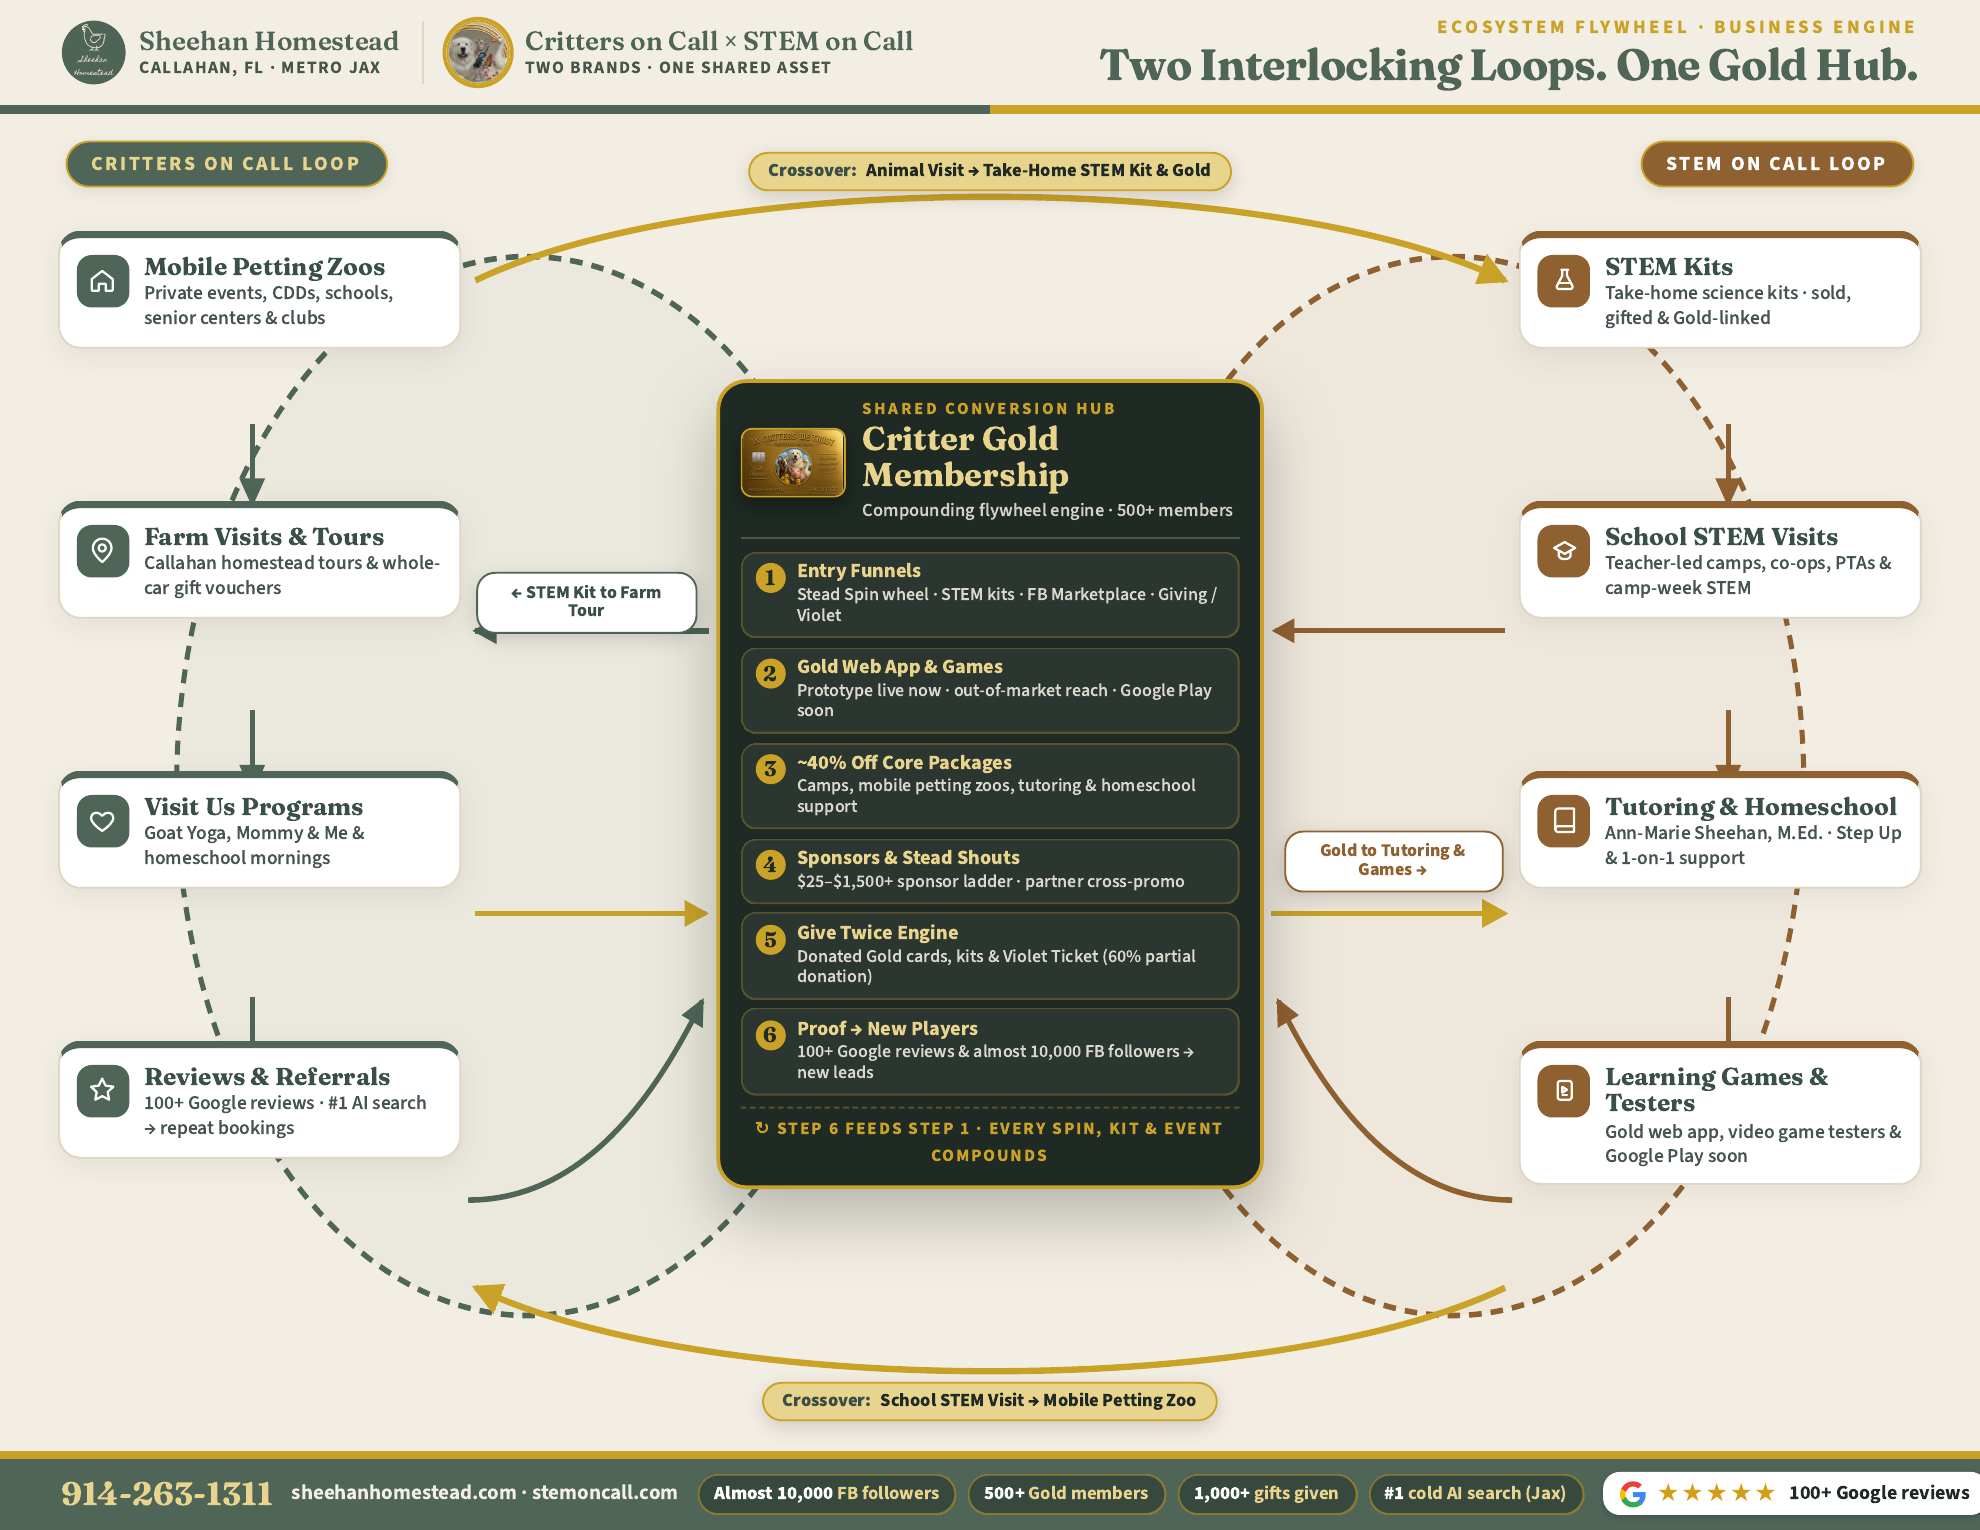 Sheehan Homestead
CALLAHAN, FL · METRO JAX
Critters on Call × STEM on Call
TWO BRANDS · ONE SHARED ASSET
ECOSYSTEM FLYWHEEL · BUSINESS ENGINE
Two Interlocking Loops. One Gold Hub.
CRITTERS ON CALL LOOP
Crossover: Animal Visit → Take-Home STEM Kit & Gold
STEM ON CALL LOOP
Mobile Petting Zoos
Private events, CDDs, schools,
senior centers & clubs
Farm Visits & Tours
Callahan homestead tours & whole-
car gift vouchers
Visit Us Programs
Goat Yoga, Mommy & Me &
homeschool mornings
Reviews & Referrals
100+ Google reviews · #1 AI search
→ repeat bookings
← STEM Kit to Farm
Tour
SHARED CONVERSION HUB
Critter Gold
Membership
Compounding flywheel engine · 500+ members
IN CRITTERS WE TRUST
1
Entry Funnels
Stead Spin wheel · STEM kits · FB Marketplace · Giving /
Violet
2
Gold Web App & Games
Prototype live now · out-of-market reach · Google Play
soon
3
~40% Off Core Packages
Camps, mobile petting zoos, tutoring & homeschool
support
4
Sponsors & Stead Shouts
$25–$1,500+ sponsor ladder · partner cross-promo
5
Give Twice Engine
Donated Gold cards, kits & Violet Ticket (60% partial
donation)
6
Proof → New Players
100+ Google reviews & almost 10,000 FB followers →
new leads
↻ STEP 6 FEEDS STEP 1 · EVERY SPIN, KIT & EVENT
COMPOUNDS
Gold to Tutoring &
Games →
STEM Kits
Take-home science kits · sold,
gifted & Gold-linked
School STEM Visits
Teacher-led camps, co-ops, PTAs &
camp-week STEM
Tutoring & Homeschool
Ann-Marie Sheehan, M.Ed. · Step Up
& 1-on-1 support
Learning Games &
Testers
Gold web app, video game testers &
Google Play soon
Crossover: School STEM Visit → Mobile Petting Zoo
914-263-1311
sheehanhomestead.com · stemoncall.com
Almost 10,000 FB followers
500+ Gold members
1,000+ gifts given
#1 cold AI search (Jax)
★★★★★ 100+ Google reviews